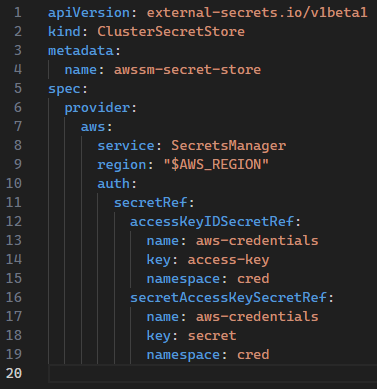 1 apiVersion: external-secrets.io/v1beta1
2 kind: ClusterSecretStore
3 metadata:
4   name: awssm-secret-store
5 spec:
6   provider:
7     aws:
8       service: SecretsManager
9       region: "$AWS_REGION"
10       auth:
11         secretRef:
12           accessKeyIDSecretRef:
13             name: aws-credentials
14             key: access-key
15             namespace: cred
16           secretAccessKeySecretRef:
17             name: aws-credentials
18             key: secret
19             namespace: cred
20